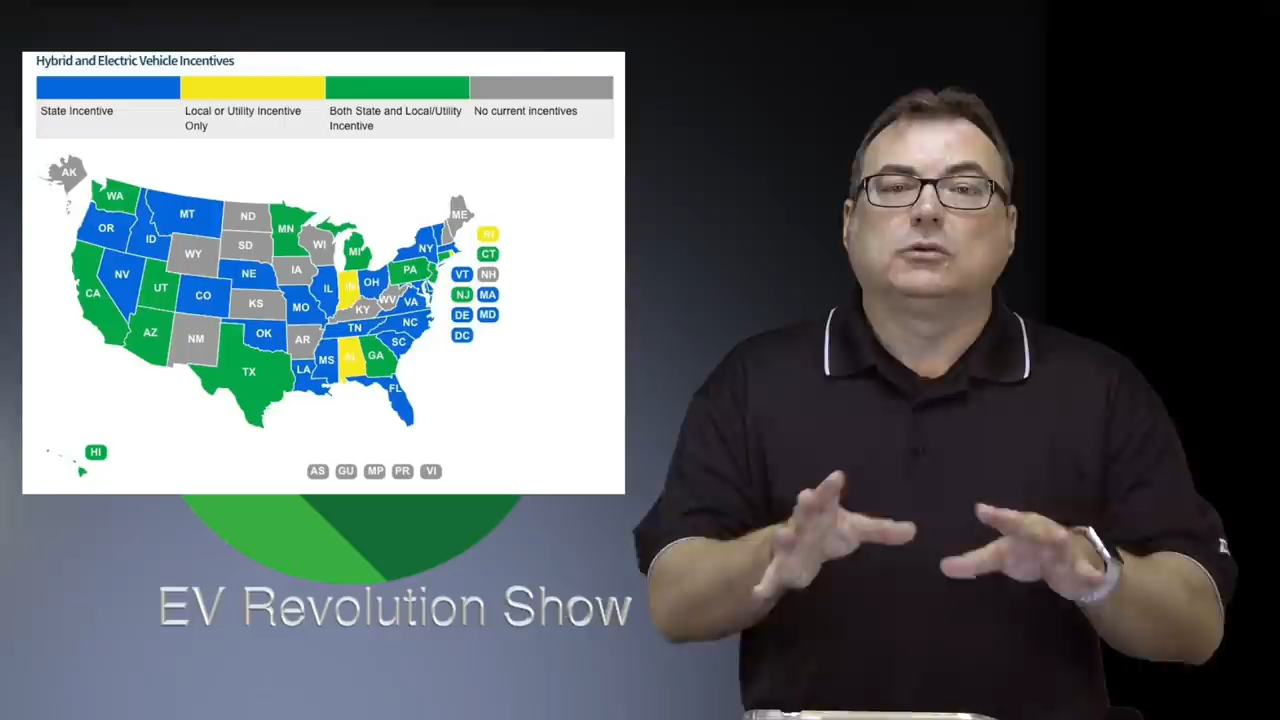 Hybrid and Electric Vehicle Incentives
State Incentive
Local or Utility Incentive
Only
Both State and Local/Utility
Incentive
No current incentives
AK
WA
MT
ND
MN
ME
OR
ID
SD
WI
MI
NY
RI
WY
CT
NV
NE
IA
PA
VT
NH
CA
UT
CO
IL
IN
OH
NJ
MA
KS
MO
KY
WV
VA
DE
MD
AZ
NM
OK
AR
TN
NC
DC
SC
TX
LA
MS
AL
GA
FL
HI
AS
GU
MP
PR
VI
EV Revolution Show